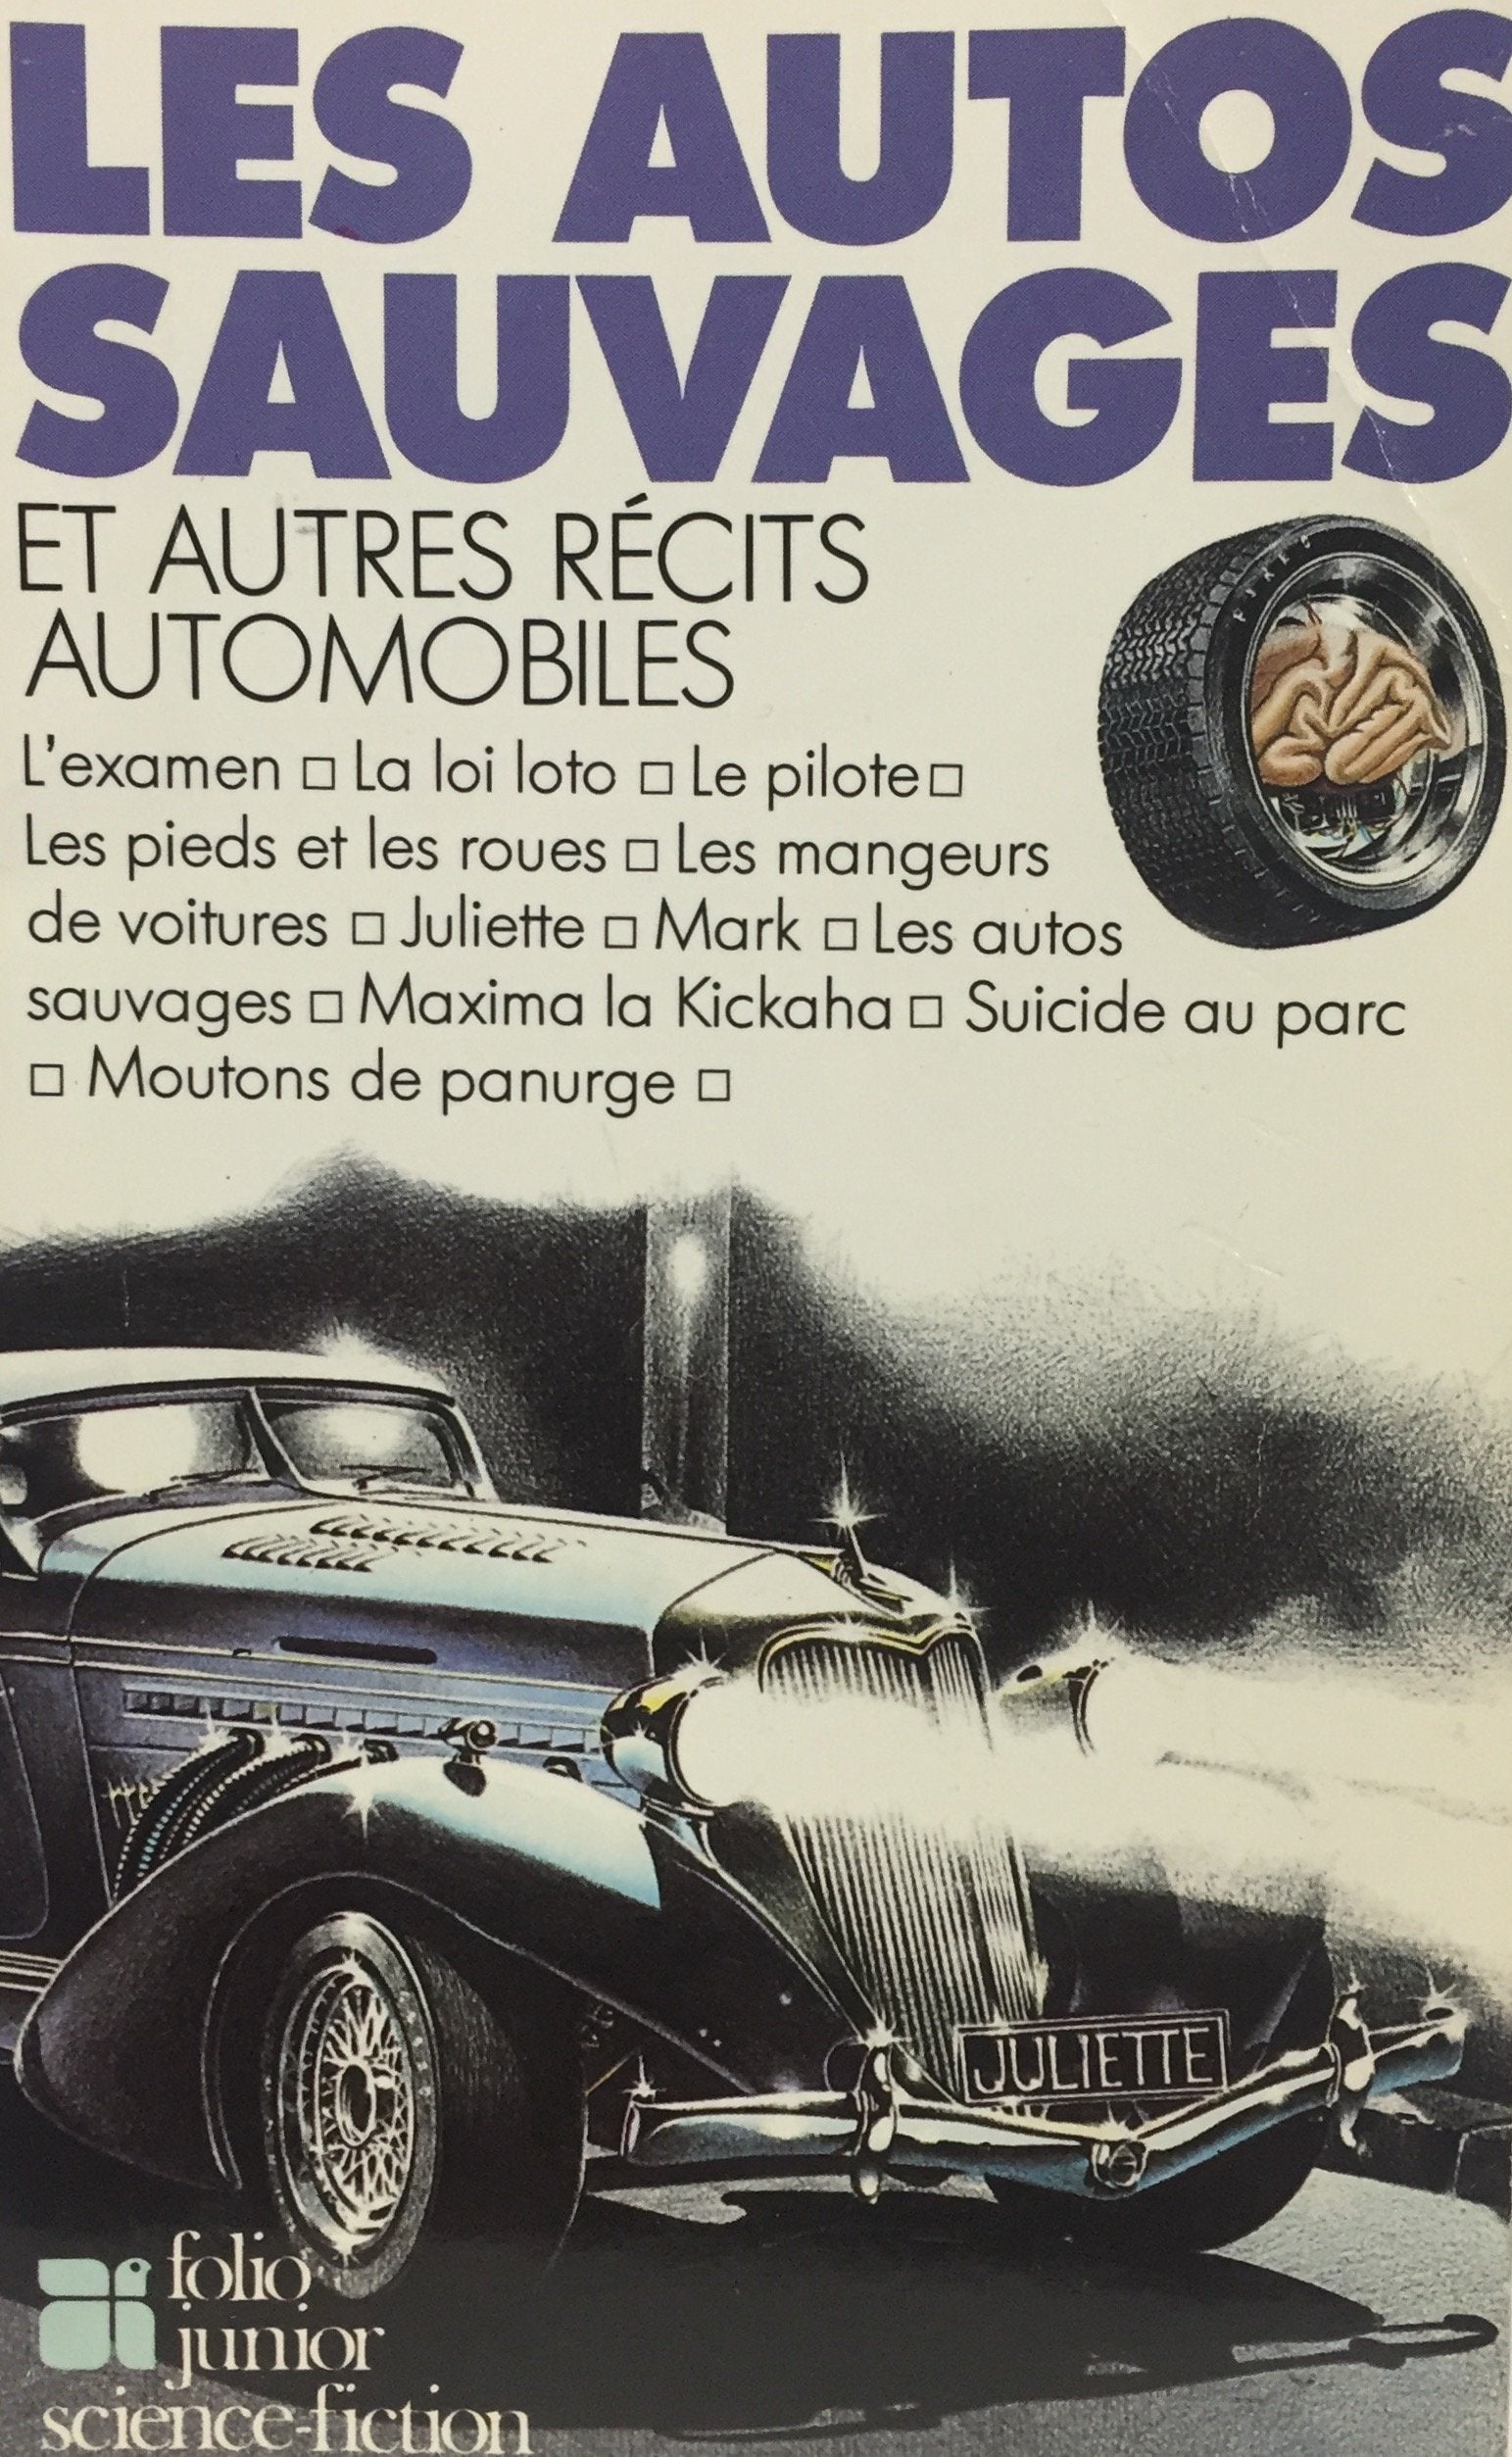 LES AUTOS
SAUVAGES
ET AUTRES RÉCITS
AUTOMOBILES
L'examen □ La loi loto □ Le pilote □
Les pieds et les roues □ Les mangeurs
de voitures □ Juliette □ Mark □ Les autos
sauvages □ Maxima la Kickaha □ Suicide au parc
□ Moutons de panurge □
JULIETTE
folio
junior
science-fiction